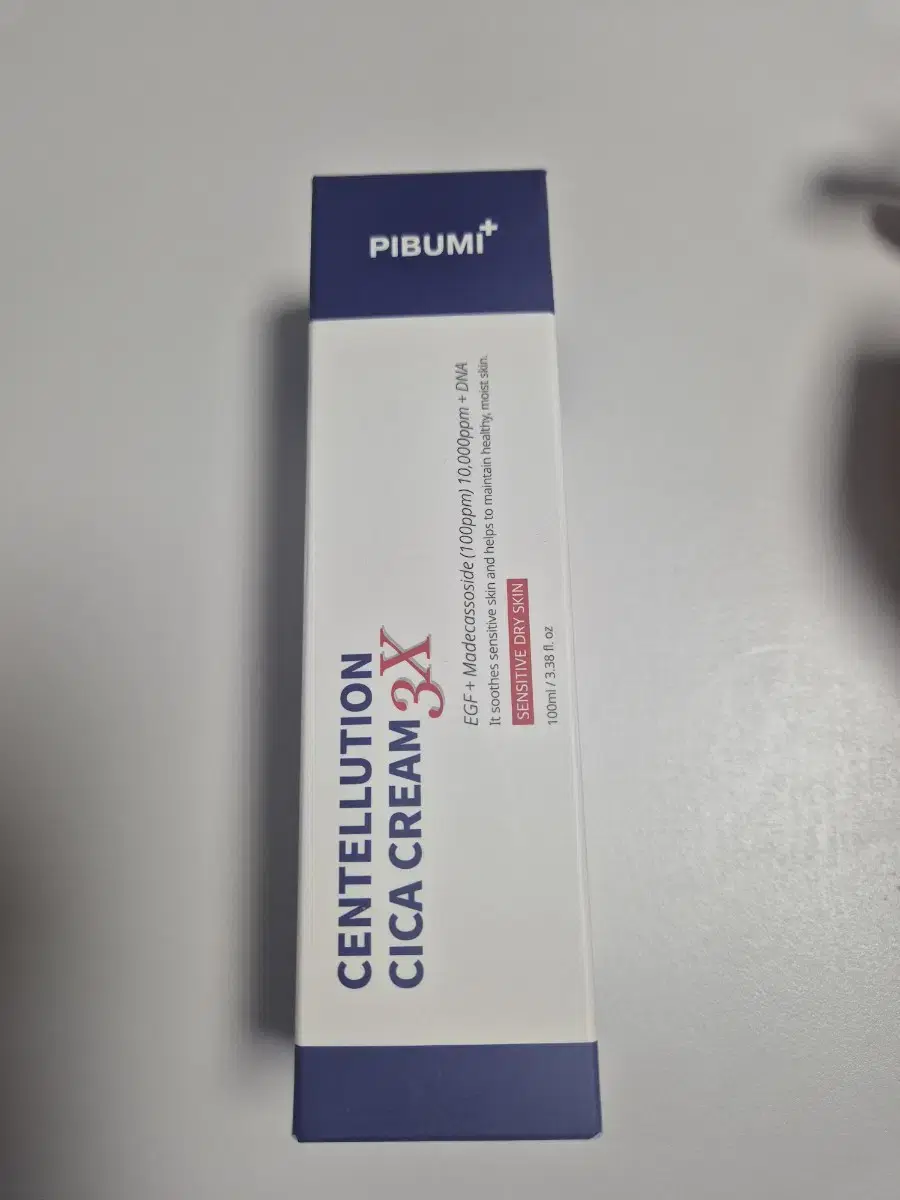 PIBUMI+
CENTELLUTION
CICA CREAM 3X
EGF + Madecassoside (100ppm) 10,000ppm + DNA
It soothes sensitive skin and helps to maintain healthy, moist skin.
SENSITIVE DRY SKIN
100ml / 3.38 fl. oz